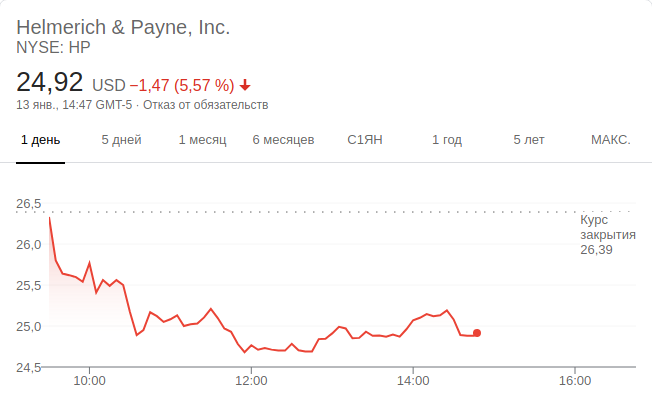 Helmerich & Payne, Inc.
NYSE: HP
24,92 USD −1,47 (5,57 %)
13 янв., 14:47 GMT-5 · Отказ от обязательств
1 день 5 дней 1 месяц 6 месяцев С1ЯН 1 год 5 лет МАКС.
26,5
Курс
закрытия
26,39
26,0
25,5
25,0
24,5
10:00 12:00 14:00 16:00